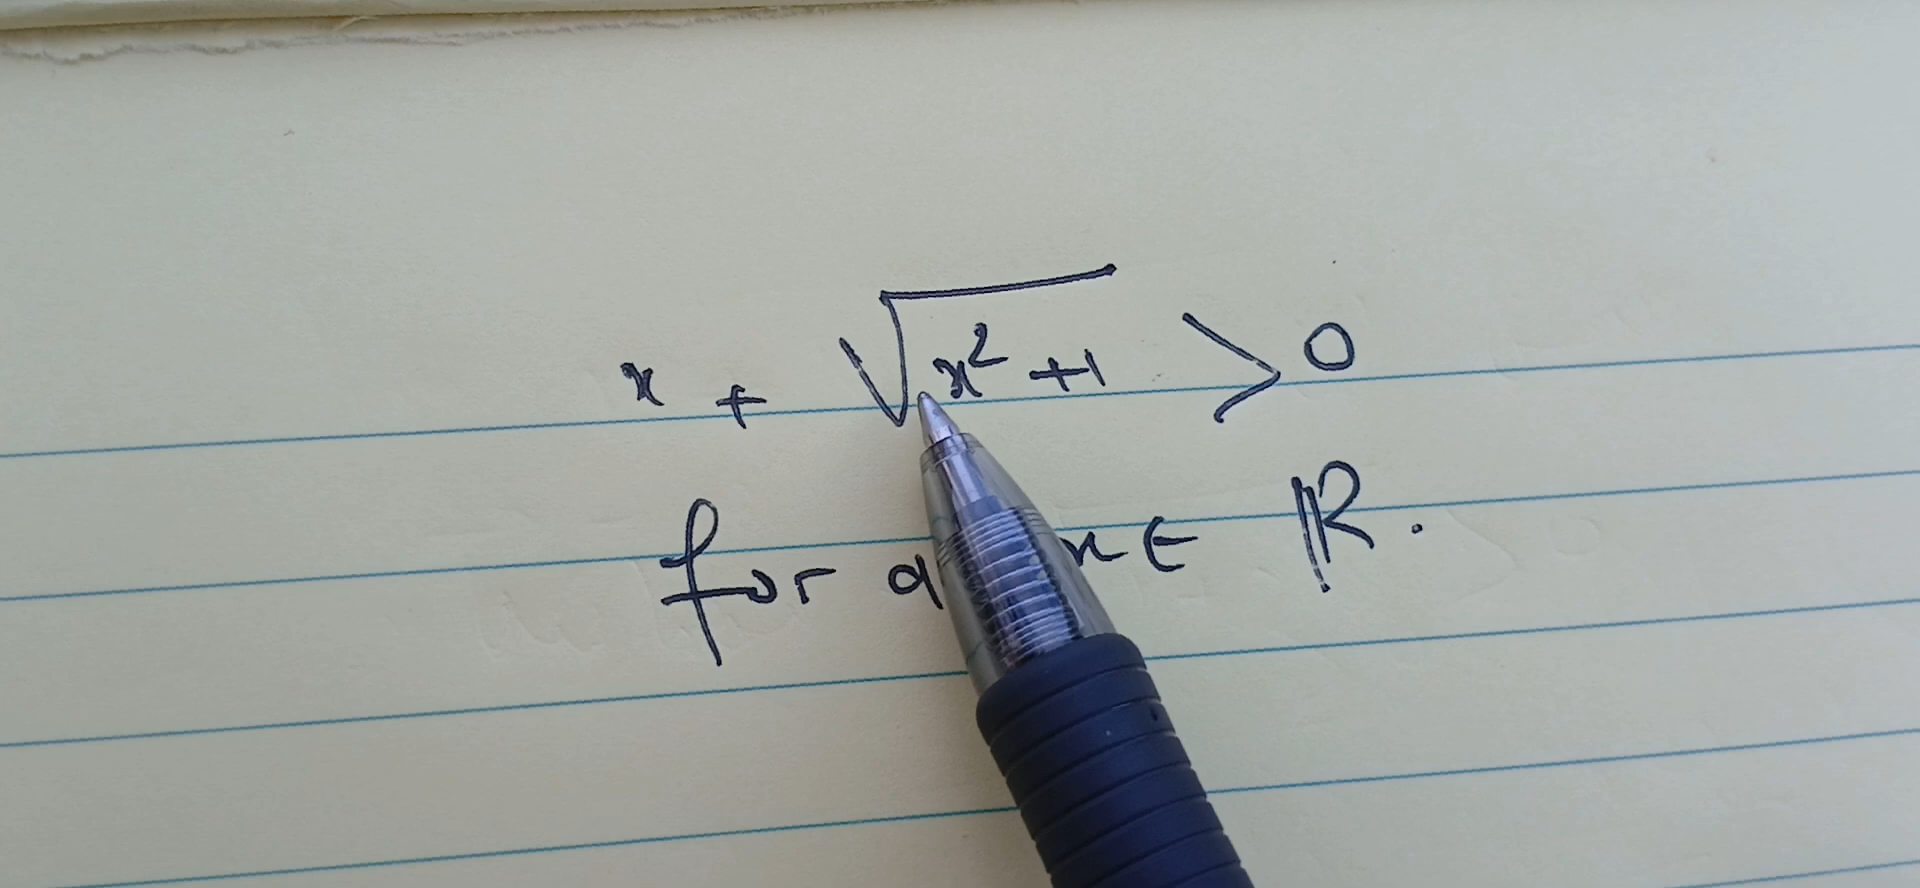 x + √(x² + 1) > 0
for x ∈ ℝ.